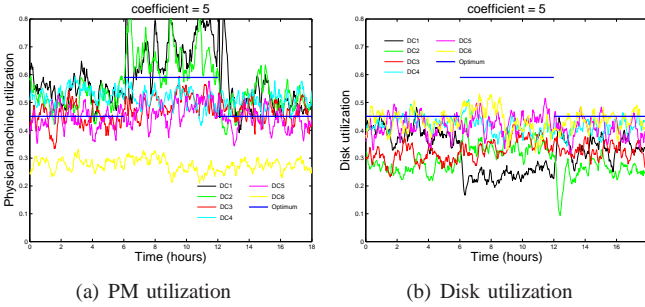 coefficient = 5
Physical machine utilization
0.8
0.7
0.6
0.5
0.4
0.3
0.2
0.1
0
DC1
DC2
DC3
DC4
DC5
DC6
Optimum
0 2 4 6 8 10 12 14 16 18
Time (hours)
(a) PM utilization
coefficient = 5
Disk utilization
0.8
0.7
0.6
0.5
0.4
0.3
0.2
0.1
0
DC1
DC2
DC3
DC4
DC5
DC6
Optimum
0 2 4 6 8 10 12 14 16
Time (hours)
(b) Disk utilization